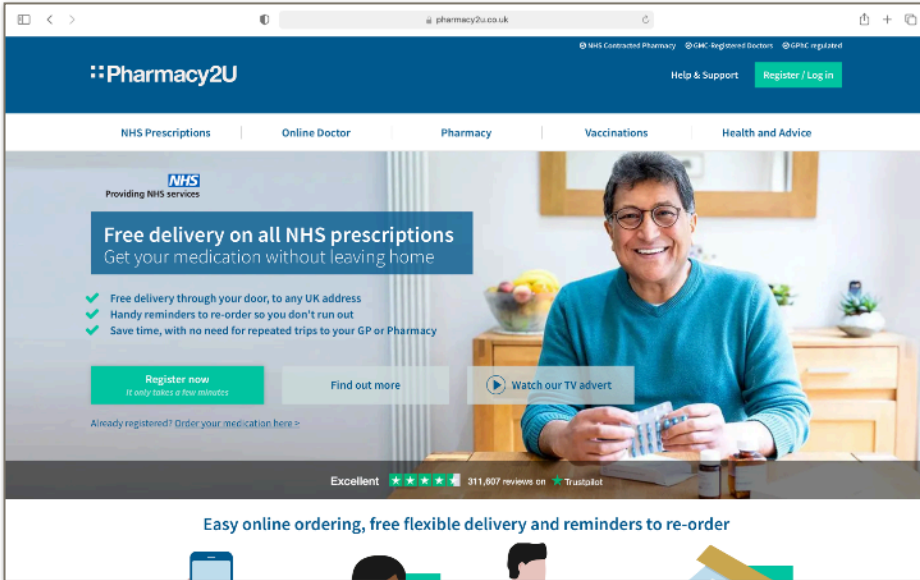 pharmacy2u.co.uk
NHS Contracted Pharmacy GMC-Registered Doctors GPhC regulated
Pharmacy2U
Help & Support Register / Log in
NHS Prescriptions Online Doctor Pharmacy Vaccinations Health and Advice
NHS
Providing NHS services
Free delivery on all NHS prescriptions
Get your medication without leaving home
Free delivery through your door, to any UK address
Handy reminders to re-order so you don't run out
Save time, with no need for repeated trips to your GP or Pharmacy
Register now
It only takes a few minutes
Find out more
Watch our TV advert
Already registered? Order your medication here >
Excellent 311,607 reviews on Trustpilot
Easy online ordering, free flexible delivery and reminders to re-order